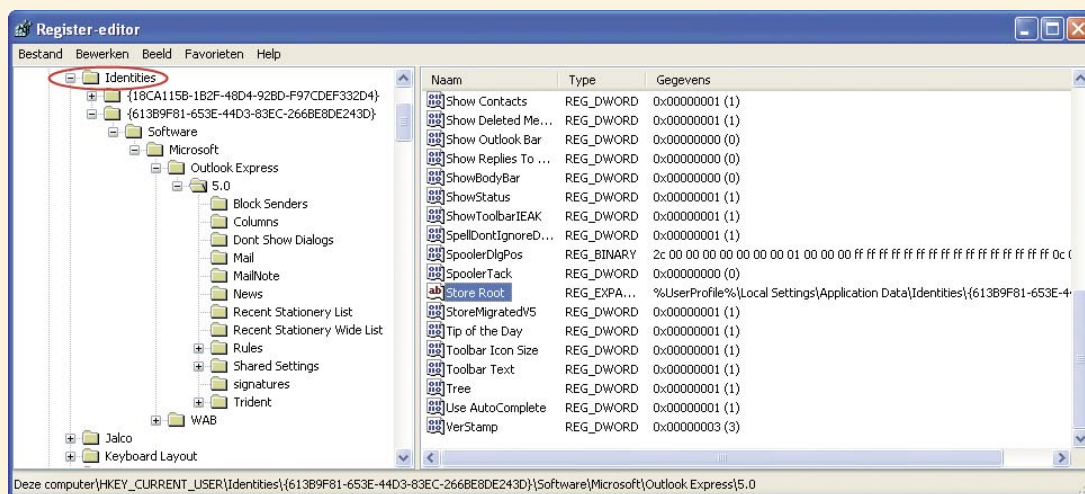 Register-editor
Bestand Bewerken Beeld Favorieten Help
Identities
{18CA115B-1B2F-48D4-92BD-F97CDEF332D4}
{613B9F81-653E-44D3-83EC-266BE8DE243D}
Software
Microsoft
Outlook Express
5.0
Block Senders
Columns
Dont Show Dialogs
Mail
MailNote
News
Recent Stationery List
Recent Stationery Wide List
Rules
Shared Settings
signatures
Trident
WAB
Jalco
Keyboard Layout
Naam Type Gegevens
Show Contacts REG_DWORD 0x00000001 (1)
Show Deleted Me... REG_DWORD 0x00000001 (1)
Show Outlook Bar REG_DWORD 0x00000000 (0)
Show Replies To ... REG_DWORD 0x00000000 (0)
ShowBodyBar REG_DWORD 0x00000000 (0)
ShowStatus REG_DWORD 0x00000001 (1)
ShowToolbarIEAK REG_DWORD 0x00000001 (1)
SpellDontIgnoreD... REG_DWORD 0x00000001 (1)
SpoolerDlgPos REG_BINARY 2c 00 00 00 00 00 00 00 01 00 00 00 ff ff ff ff ff ff ff ff ff ff ff ff ff ff ff ff 0c
SpoolerTack REG_DWORD 0x00000000 (0)
Store Root REG_EXPA... %UserProfile%\Local Settings\Application Data\Identities\{613B9F81-653E-4
StoreMigratedV5 REG_DWORD 0x00000001 (1)
Tip of the Day REG_DWORD 0x00000001 (1)
Toolbar Icon Size REG_DWORD 0x00000001 (1)
Toolbar Text REG_DWORD 0x00000001 (1)
Tree REG_DWORD 0x00000001 (1)
Use AutoComplete REG_DWORD 0x00000001 (1)
VerStamp REG_DWORD 0x00000003 (3)
Deze computer\HKEY_CURRENT_USER\Identities\{613B9F81-653E-44D3-83EC-266BE8DE243D}\Software\Microsoft\Outlook Express\5.0